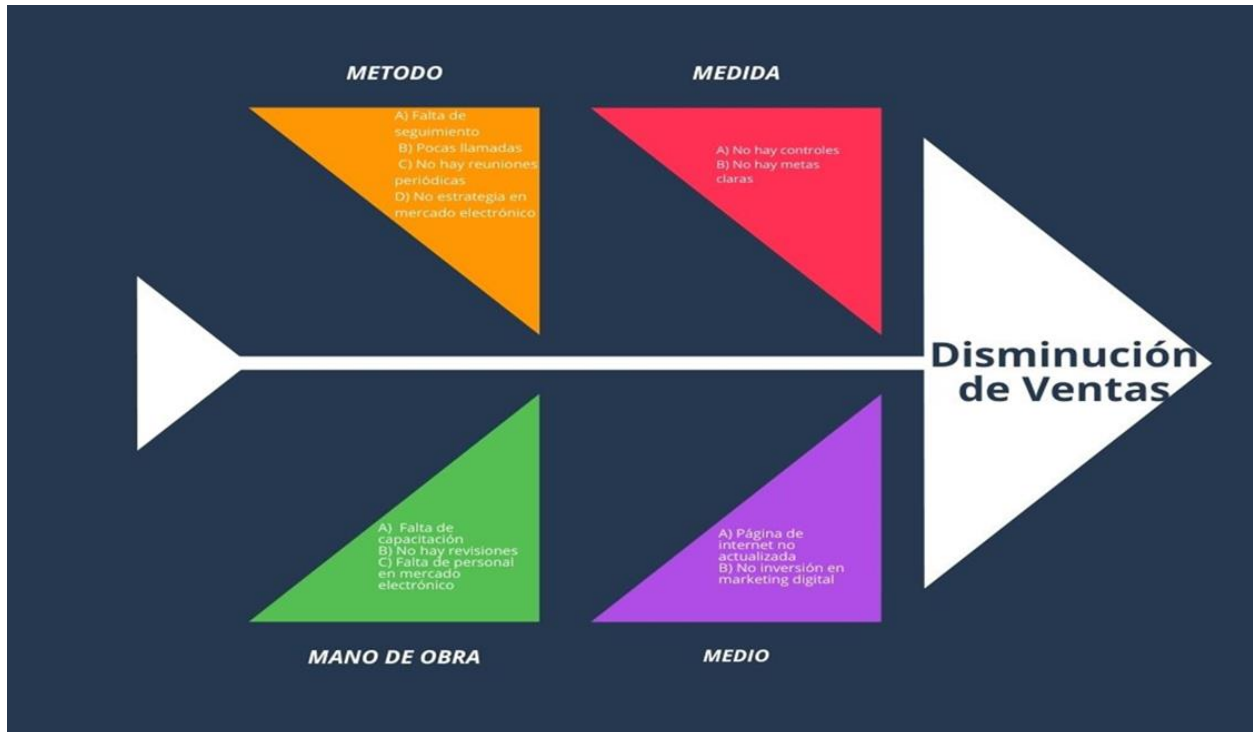 METODO
A) Falta de
seguimiento
B) Pocas llamadas
C) No hay reuniones
periódicas
D) No estrategia en
mercado electrónico
MEDIDA
A) No hay controles
B) No hay metas
claras
Disminución
de Ventas
A) Falta de
capacitación
B) No hay revisiones
C) Falta de personal
en mercado
electrónico
MANO DE OBRA
A) Página de
internet no
actualizada
B) No inversión en
marketing digital
MEDIO